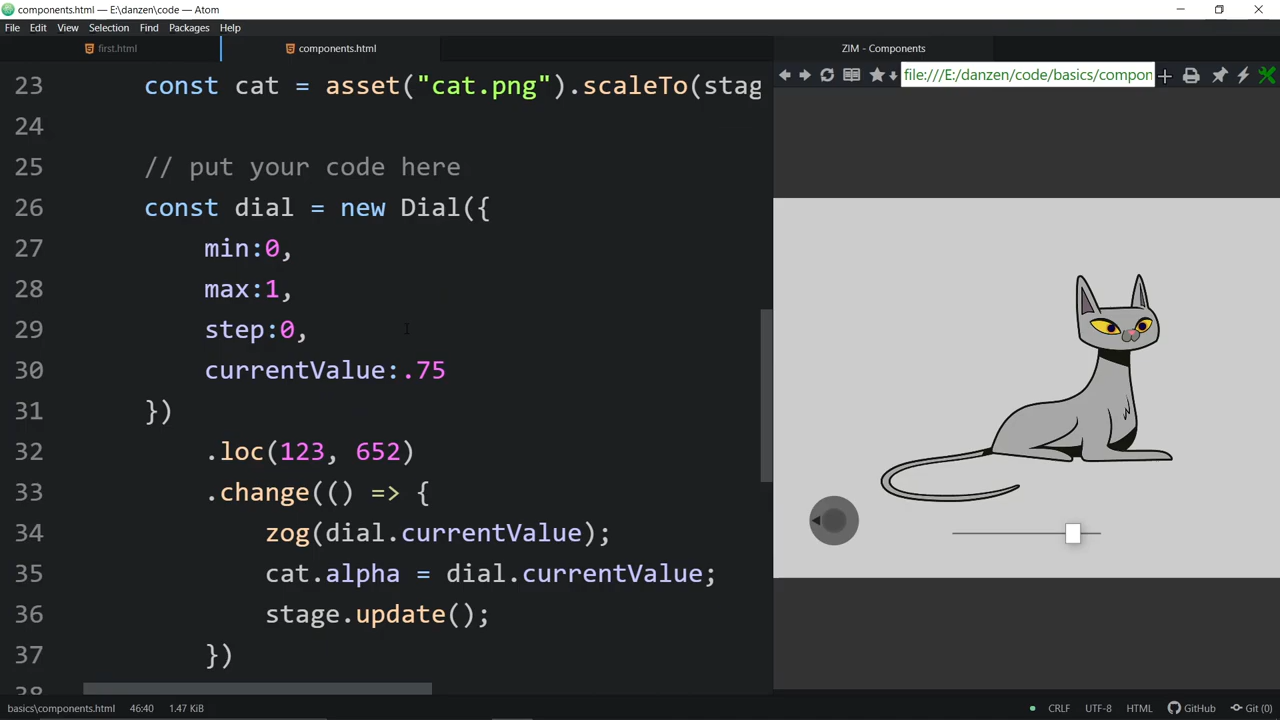 components.html — E:\danzen\code — Atom
File Edit View Selection Find Packages Help
first.html components.html ZIM - Components
file:///E:/danzen/code/basics/compon
23 const cat = asset("cat.png").scaleTo(stag
24
25 // put your code here
26 const dial = new Dial({
27 min:0,
28 max:1,
29 step:0,
30 currentValue:.75
31 })
32 .loc(123, 652)
33 .change(() => {
34 zog(dial.currentValue);
35 cat.alpha = dial.currentValue;
36 stage.update();
37 })
38
basics\components.html 46:40 1.47 KiB CRLF UTF-8 HTML GitHub Git (0)